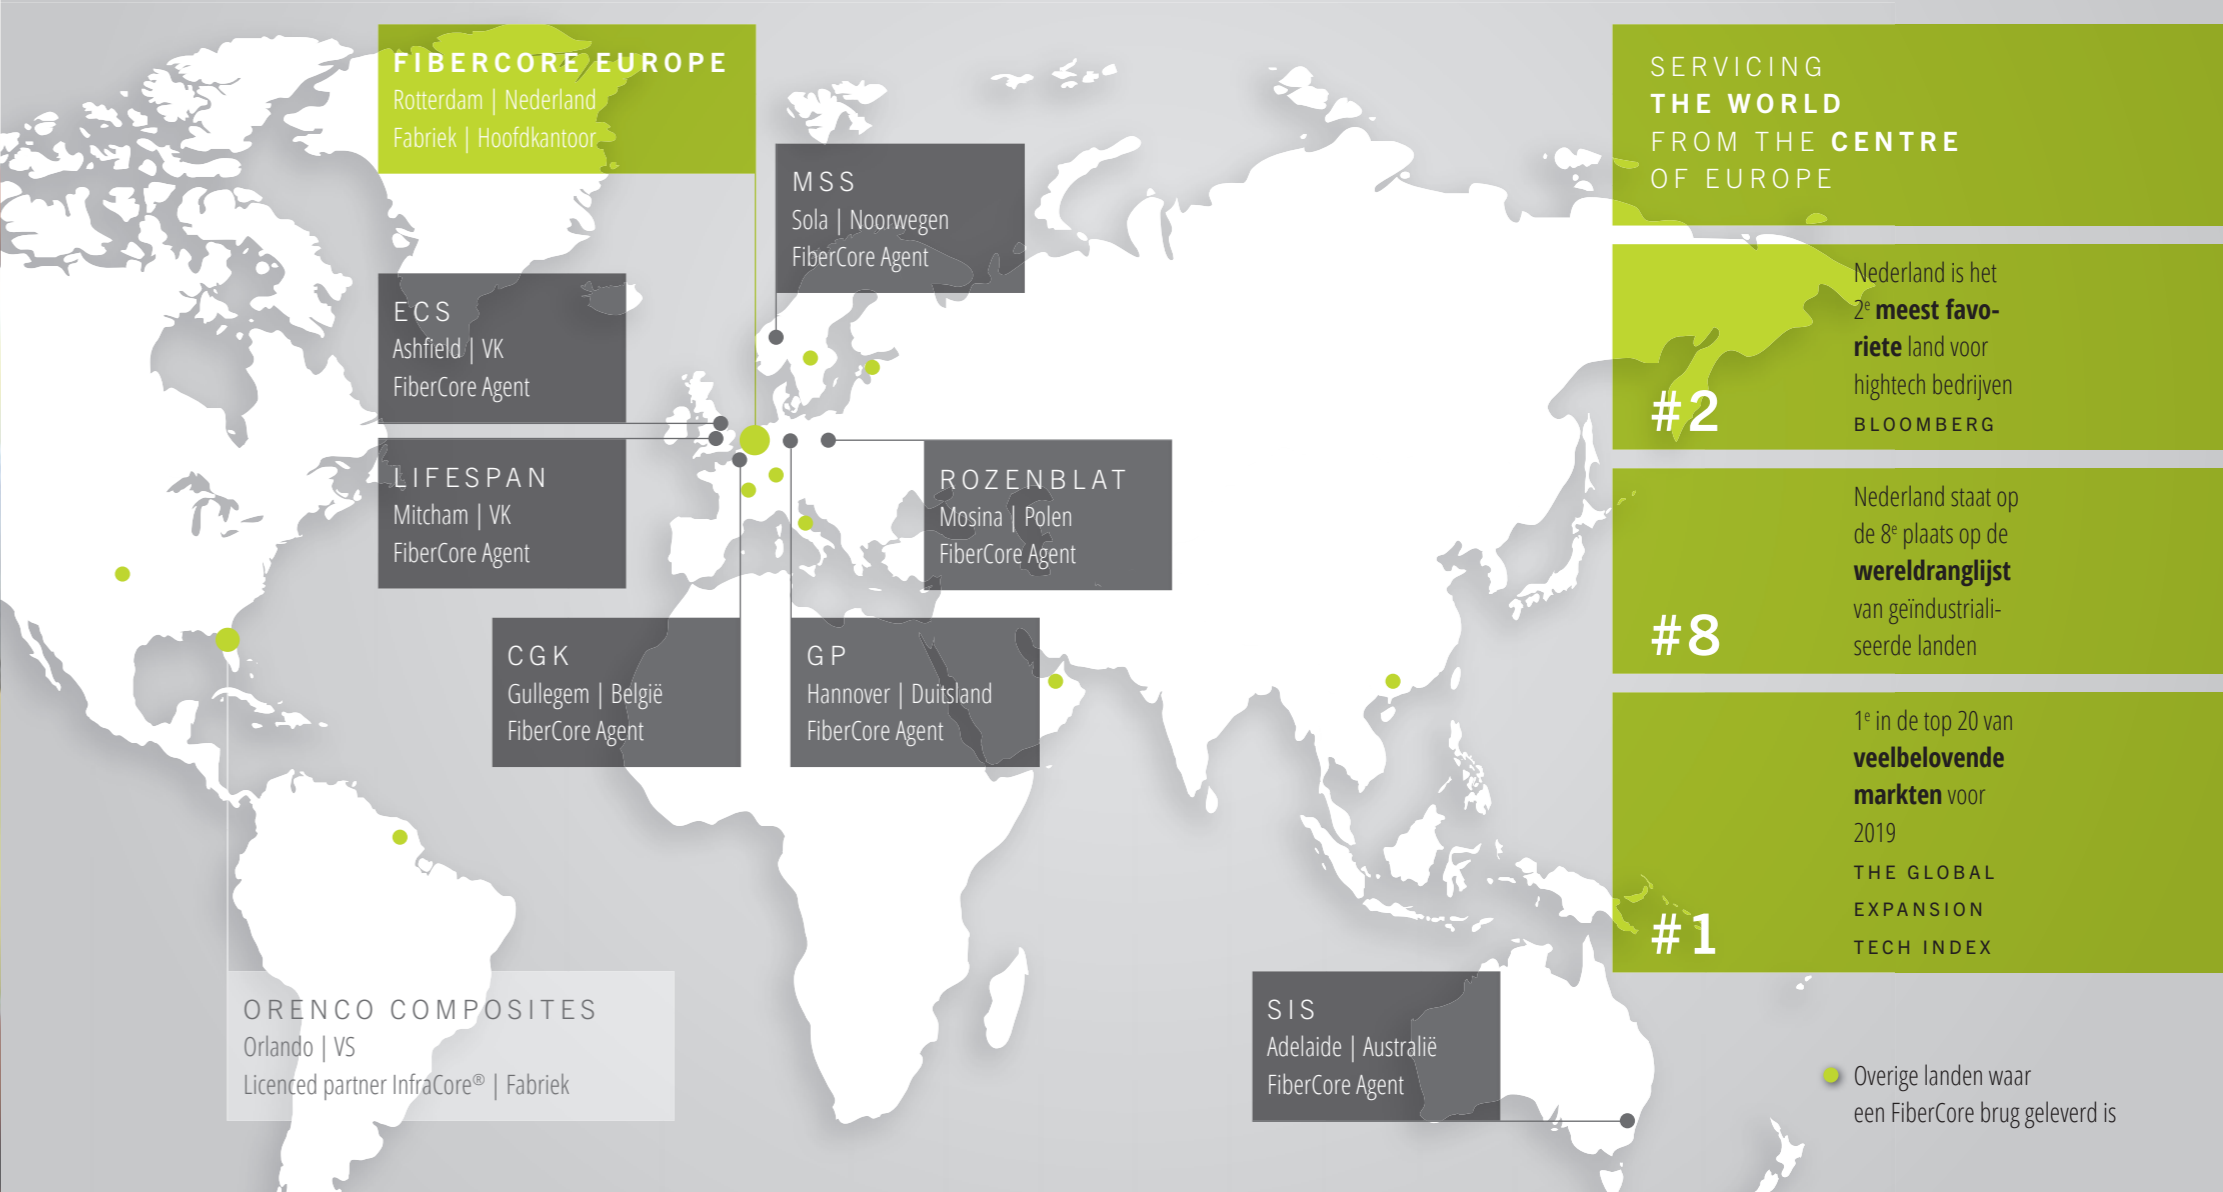 FIBERCORE EUROPE
Rotterdam | Nederland
Fabriek | Hoofdkantoor
MSS
Sola | Noorwegen
FiberCore Agent
ECS
Ashfield | VK
FiberCore Agent
LIFESPAN
Mitcham | VK
FiberCore Agent
ROZENBLAT
Mosina | Polen
FiberCore Agent
CGK
Gullegem | België
FiberCore Agent
GP
Hannover | Duitsland
FiberCore Agent
ORENCO COMPOSITES
Orlando | VS
Licenced partner InfraCore® | Fabriek
SIS
Adelaide | Australië
FiberCore Agent
SERVICING
THE WORLD
FROM THE CENTRE
OF EUROPE
#2
Nederland is het
2e meest favo-
riete land voor
hightech bedrijven
BLOOMBERG
#8
Nederland staat op
de 8e plaats op de
wereldranglijst
van geïndustriali-
seerde landen
#1
1e in de top 20 van
veelbelovende
markten voor
2019
THE GLOBAL
EXPANSION
TECH INDEX
Overige landen waar
een FiberCore brug geleverd is